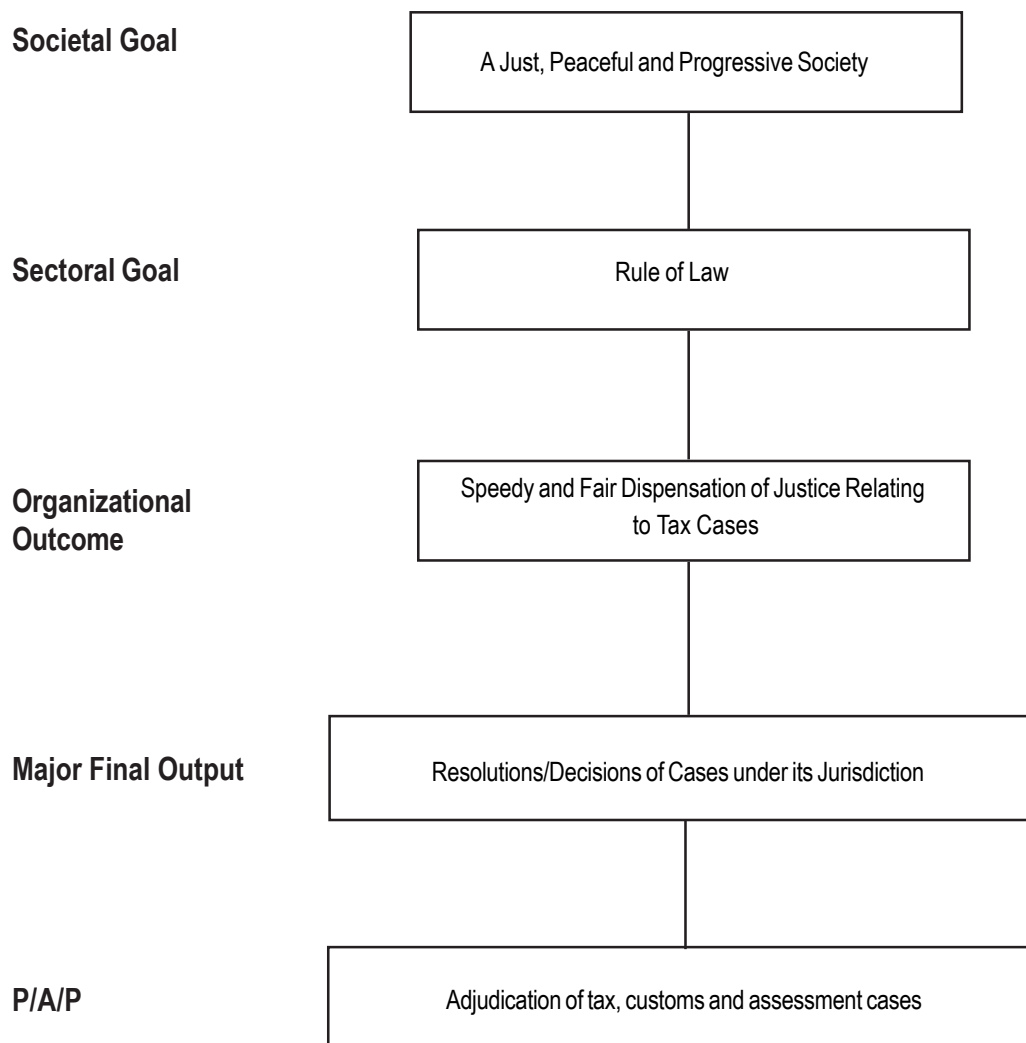 Societal Goal
A Just, Peaceful and Progressive Society
Sectoral Goal
Rule of Law
Organizational
Outcome
Speedy and Fair Dispensation of Justice Relating
to Tax Cases
Major Final Output
Resolutions/Decisions of Cases under its Jurisdiction
P/A/P
Adjudication of tax, customs and assessment cases